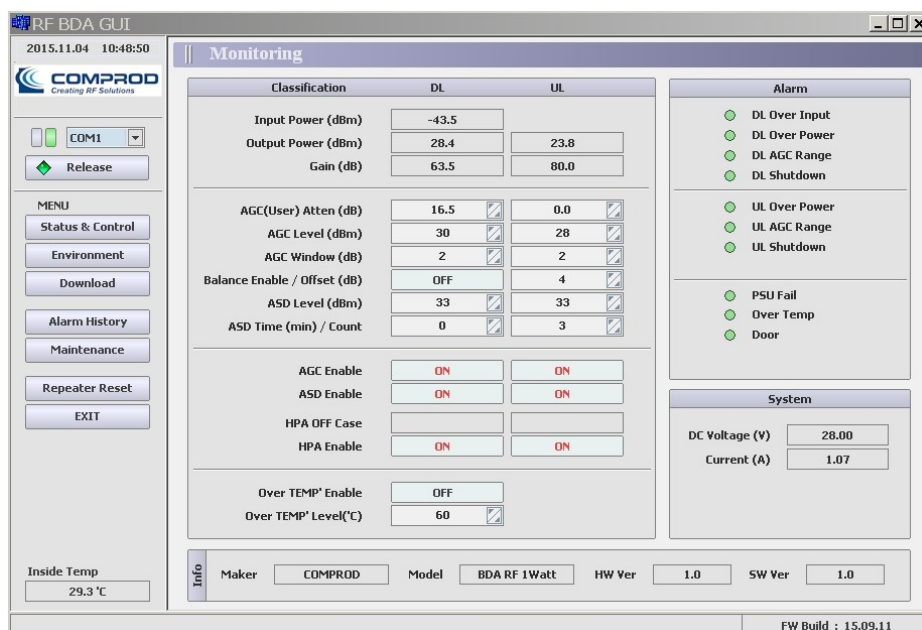 RF BDA GUI
2015.11.04 10:48:50
COMPROD
Creating RF Solutions
COM1
Release
MENU
Status & Control
Environment
Download
Alarm History
Maintenance
Repeater Reset
EXIT
Inside Temp
29.3 'C
Monitoring
Classification DL UL
Input Power (dBm) -43.5
Output Power (dBm) 28.4 23.8
Gain (dB) 63.5 80.0
AGC(User) Atten (dB) 16.5 0.0
AGC Level (dBm) 30 28
AGC Window (dB) 2 2
Balance Enable / Offset (dB) OFF 4
ASD Level (dBm) 33 33
ASD Time (min) / Count 0 3
AGC Enable ON ON
ASD Enable ON ON
HPA OFF Case
HPA Enable ON ON
Over TEMP' Enable OFF
Over TEMP' Level('C) 60
Alarm
DL Over Input
DL Over Power
DL AGC Range
DL Shutdown
UL Over Power
UL AGC Range
UL Shutdown
PSU Fail
Over Temp
Door
System
DC Voltage (V) 28.00
Current (A) 1.07
Info
Maker COMPROD Model BDA RF 1Watt HW Ver 1.0 SW Ver 1.0
FW Build : 15.09.11